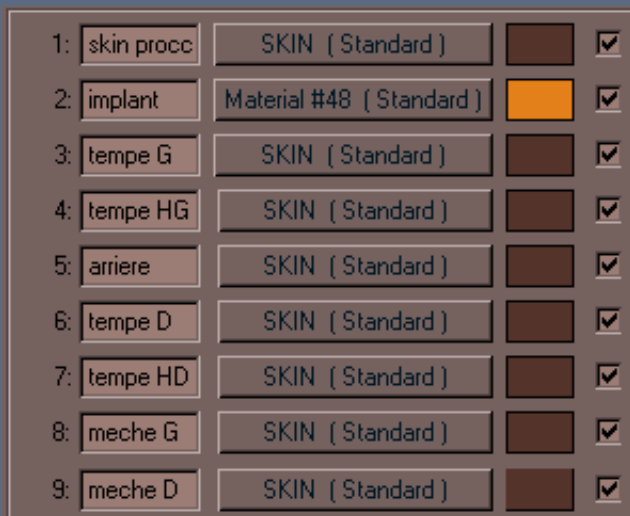 1: skin procc SKIN ( Standard )
2: implant Material #48 ( Standard )
3: tempe G SKIN ( Standard )
4: tempe HG SKIN ( Standard )
5: arriere SKIN ( Standard )
6: tempe D SKIN ( Standard )
7: tempe HD SKIN ( Standard )
8: meche G SKIN ( Standard )
9: meche D SKIN ( Standard )